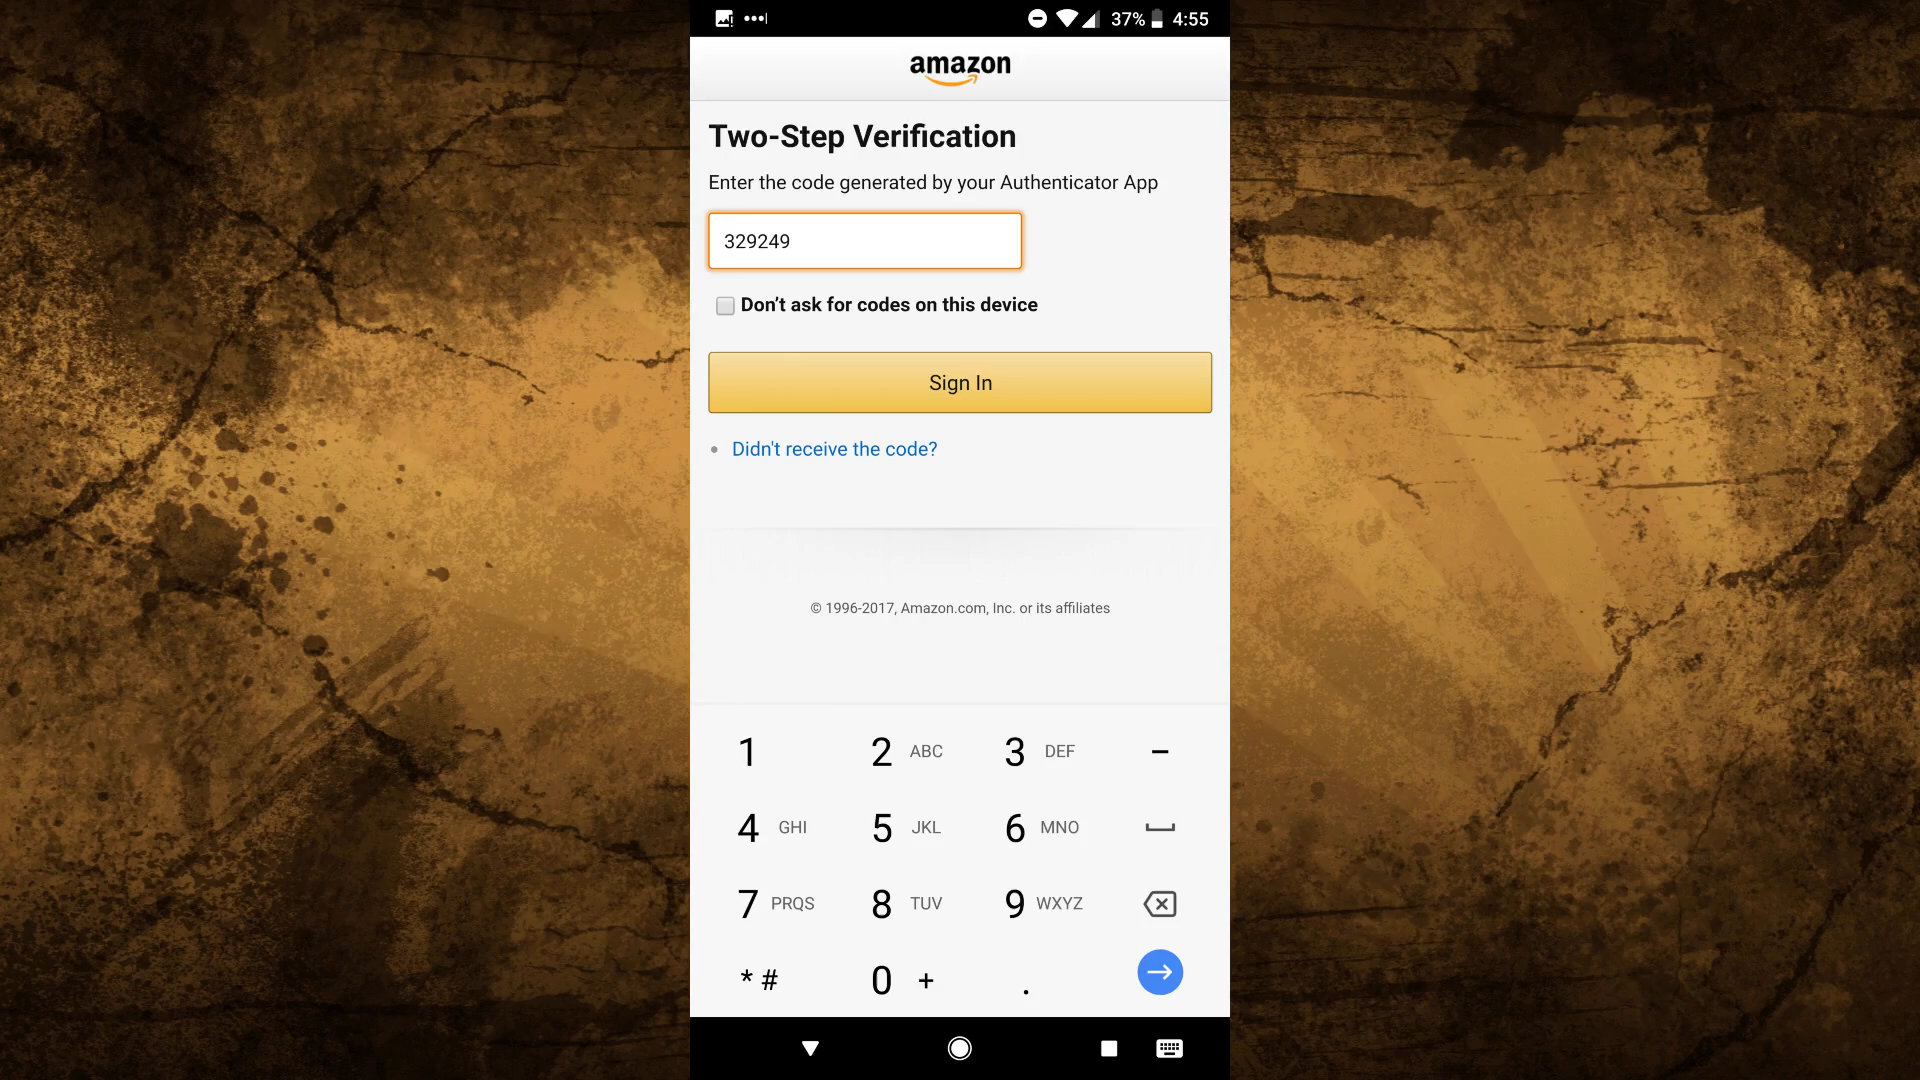 37% 4:55
amazon
Two-Step Verification
Enter the code generated by your Authenticator App
329249
Don't ask for codes on this device
Sign In
Didn't receive the code?
© 1996-2017, Amazon.com, Inc. or its affiliates
1 2 ABC 3 DEF –
4 GHI 5 JKL 6 MNO
7 PRQS 8 TUV 9 WXYZ
* # 0 + .